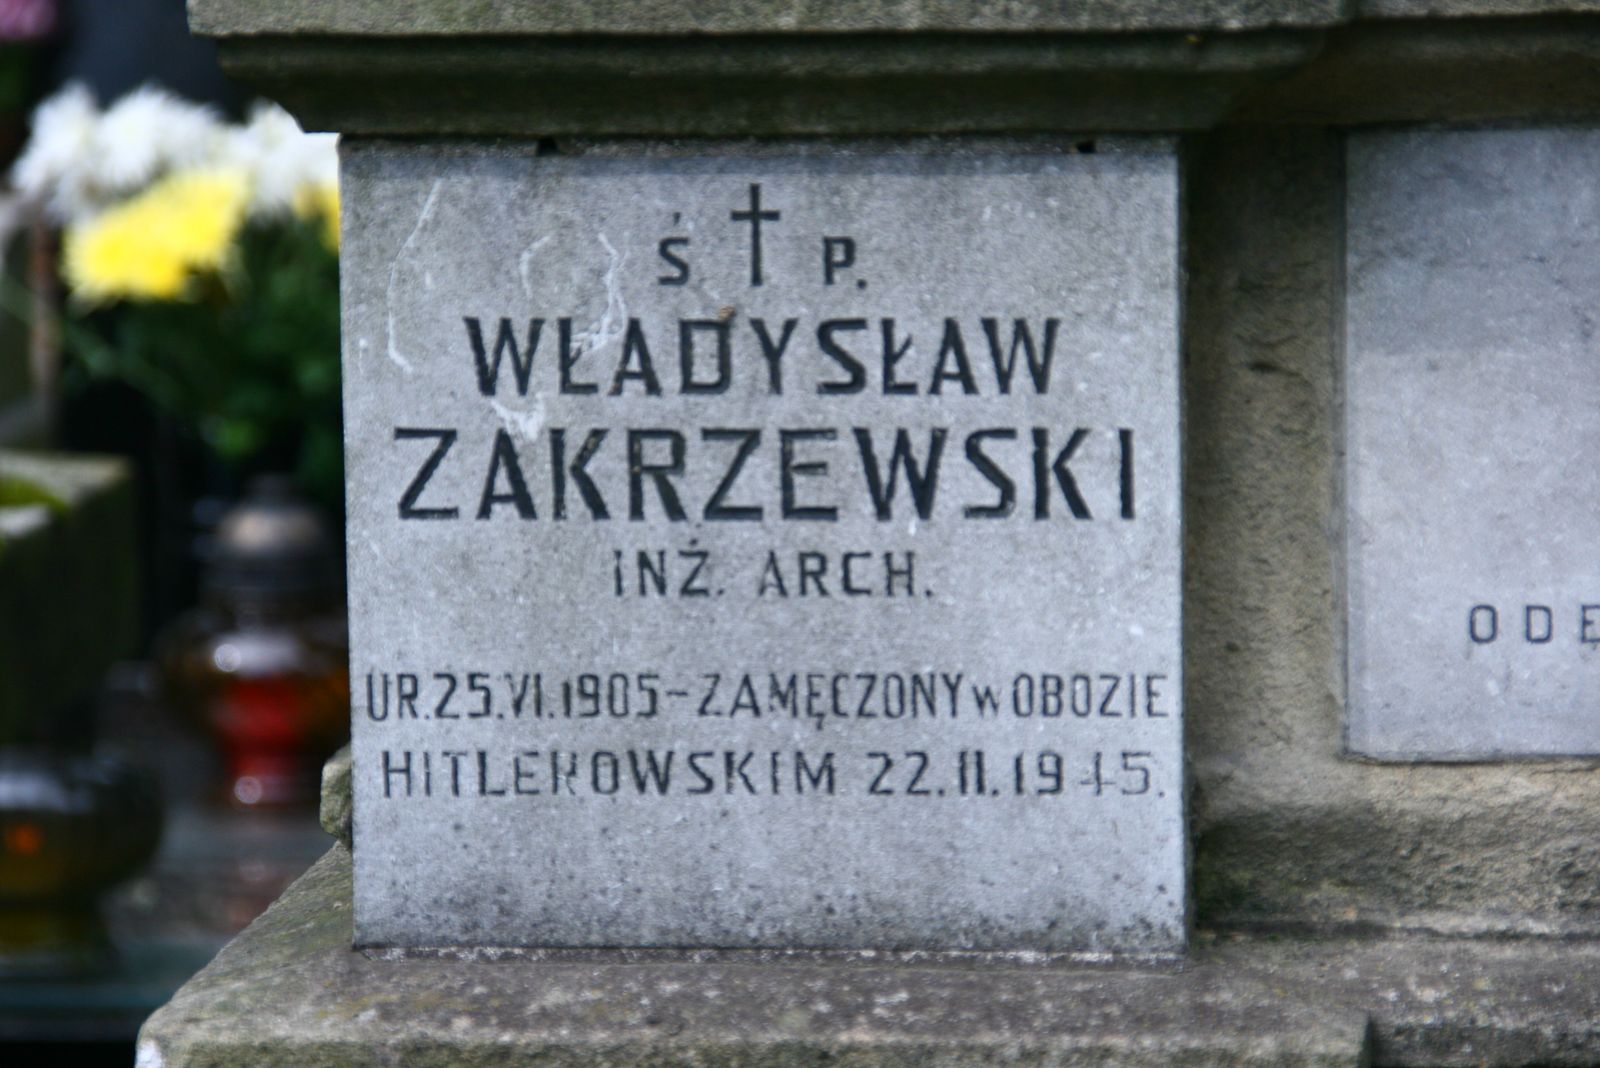 Ś † P.
WŁADYSŁAW
ZAKRZEWSKI
INŻ. ARCH.
UR. 25.VI.1905 – ZAMĘCZONY W OBOZIE
HITLEROWSKIM 22.II.1945.